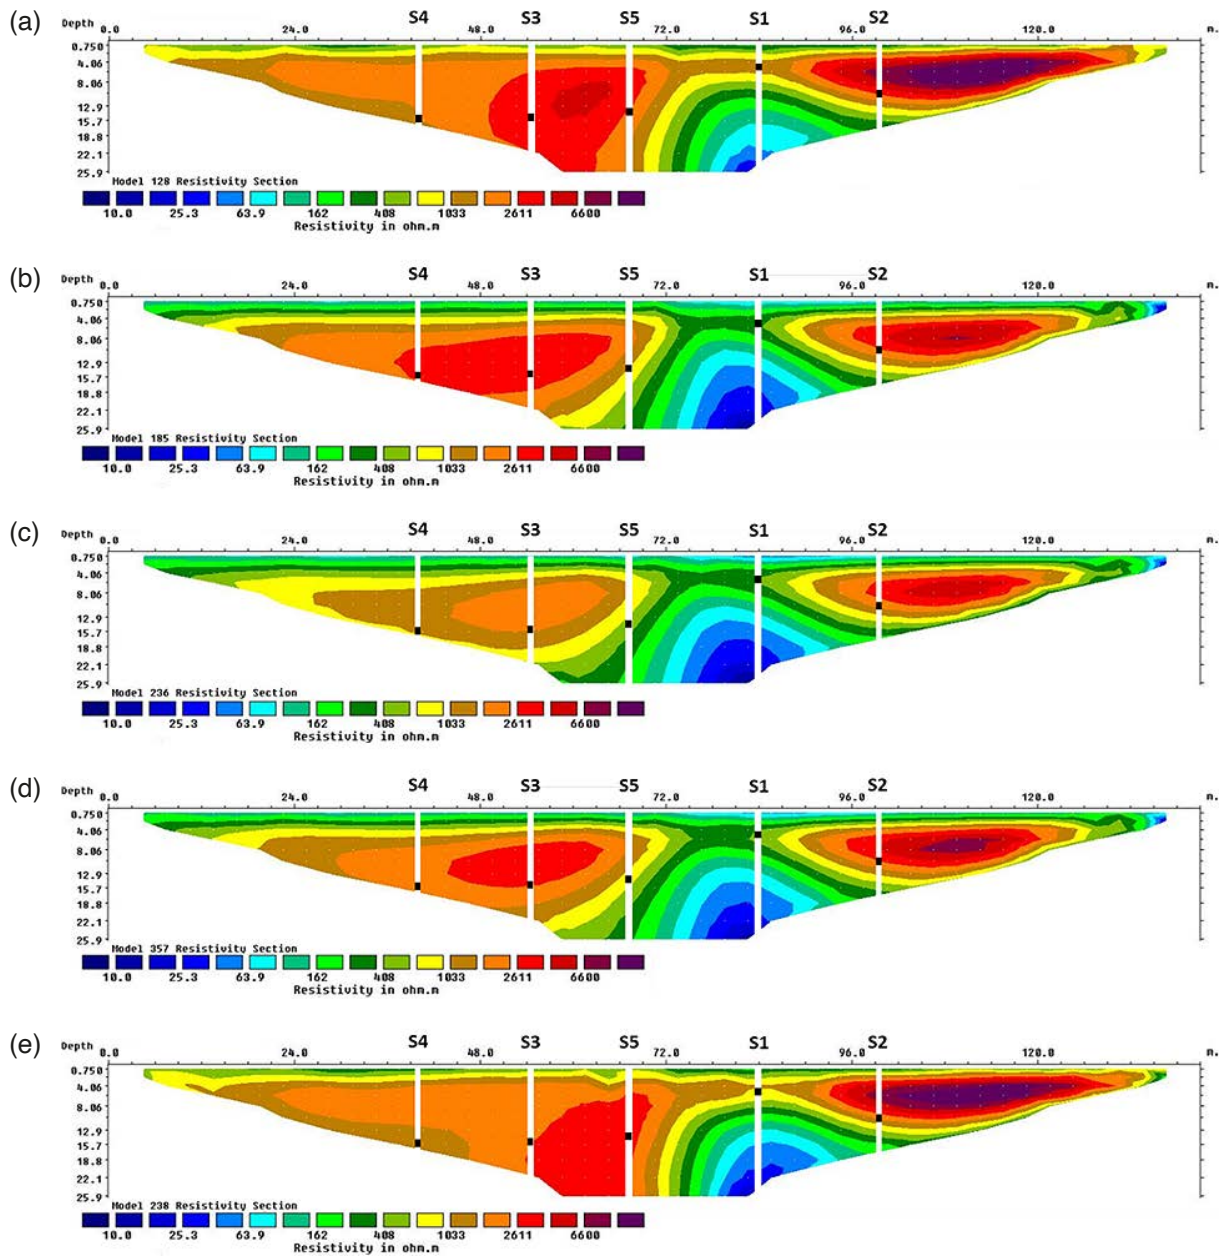 (a)
S4 S3 S5 S1 S2
Depth 0.0 24.0 48.0 72.0 96.0 120.0 m.
0.750
4.06
8.06
12.9
15.7
18.8
22.1
25.9
Model 128 Resistivity Section
10.0 25.3 63.9 162 408 1033 2611 6600
Resistivity in ohm.m
(b)
S4 S3 S5 S1 S2
Depth 0.0 24.0 48.0 72.0 96.0 120.0 m.
0.750
4.06
8.06
12.9
15.7
18.8
22.1
25.9
Model 185 Resistivity Section
10.0 25.3 63.9 162 408 1033 2611 6600
Resistivity in ohm.m
(c)
S4 S3 S5 S1 S2
Depth 0.0 24.0 48.0 72.0 96.0 120.0 m.
0.750
4.06
8.06
12.9
15.7
18.8
22.1
25.9
Model 236 Resistivity Section
10.0 25.3 63.9 162 408 1033 2611 6600
Resistivity in ohm.m
(d)
S4 S3 S5 S1 S2
Depth 0.0 24.0 48.0 72.0 96.0 120.0 m.
0.750
4.06
8.06
12.9
15.7
18.8
22.1
25.9
Model 357 Resistivity Section
10.0 25.3 63.9 162 408 1033 2611 6600
Resistivity in ohm.m
(e)
S4 S3 S5 S1 S2
Depth 0.0 24.0 48.0 72.0 96.0 120.0 m.
0.750
4.06
8.06
12.9
15.7
18.8
22.1
25.9
Model 238 Resistivity Section
10.0 25.3 63.9 162 408 1033 2611 6600
Resistivity in ohm.m